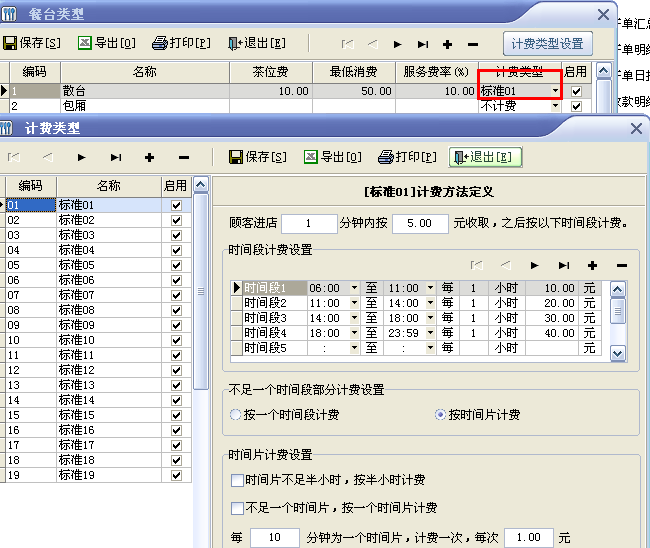 餐台类型
保存[S] 导出[O] 打印[P] 退出[E] 计费类型设置
编码 名称 茶位费 最低消费 服务费率(%) 计费类型 启用
1 散台 10.00 50.00 10.00 标准01
2 包厢 不计费
计费类型
保存[S] 导出[O] 打印[P] 退出[E]
编码 名称 启用
01 标准01
02 标准02
03 标准03
04 标准04
05 标准05
06 标准06
07 标准07
08 标准08
09 标准09
10 标准10
11 标准11
12 标准12
13 标准13
14 标准14
15 标准15
16 标准16
17 标准17
18 标准18
19 标准19
[标准01]计费方法定义
顾客进店 1 分钟内按 5.00 元收取，之后按以下时间段计费。
时间段计费设置
时间段1 06:00 至 11:00 每 1 小时 10.00 元
时间段2 11:00 至 14:00 每 1 小时 20.00 元
时间段3 14:00 至 18:00 每 1 小时 30.00 元
时间段4 18:00 至 23:59 每 1 小时 40.00 元
时间段5 : 至 : 每 小时 元
不足一个时间段部分计费设置
按一个时间段计费 按时间片计费
时间片计费设置
时间片不足半小时，按半小时计费
不足一个时间片，按一个时间片计费
每 10 分钟为一个时间片，计费一次，每次 1.00 元
单汇总
单明细
单日报
款明细